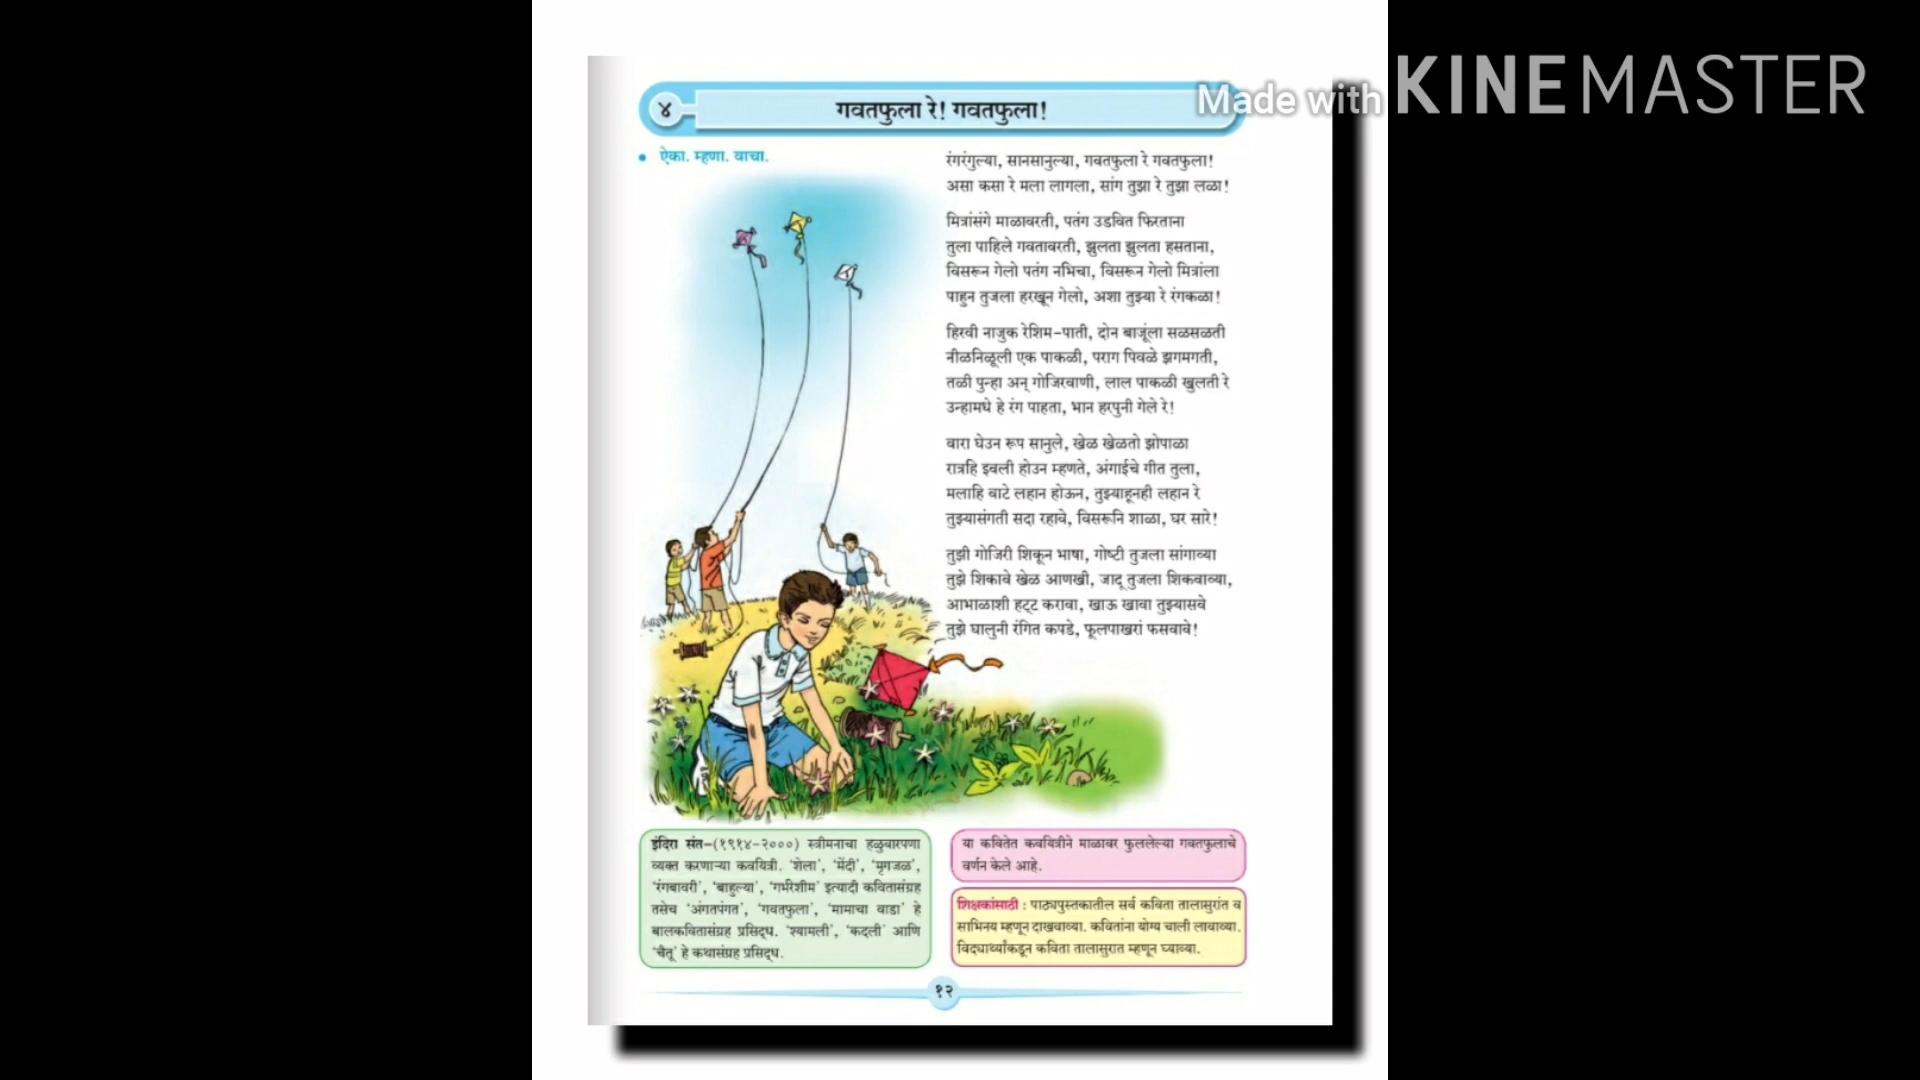 Made with KINEMASTER
४
गवतफुला रे! गवतफुला!
• ऐका. म्हणा. वाचा.
रंगरंगुल्या, सानसानुल्या, गवतफुला रे गवतफुला!
असा कसा रे मला लागला, सांग तुझा रे तुझा लळा!
मित्रांसंगे माळावरती, पतंग उडवित फिरताना
तुला पाहिले गवतावरती, झुलता झुलता हसताना,
विसरून गेलो पतंग नभिचा, विसरून गेलो मित्रांला
पाहुन तुजला हरखून गेलो, अशा तुझ्या रे रंगकळा!
हिरवी नाजुक रेशिम-पाती, दोन बाजूंला सळसळती
नीळनिळूली एक पाकळी, पराग पिवळे झगमगती,
तळी पुन्हा अन् गोजिरवाणी, लाल पाकळी खुलती रे
उन्हामधे हे रंग पाहता, भान हरपुनी गेले रे!
वारा घेउन रूप सानुले, खेळ खेळतो झोपाळा
रात्रहि इवली होउन म्हणते, अंगाईचे गीत तुला,
मलाहि वाटे लहान होऊन, तुझ्याहूनही लहान रे
तुझ्यासंगती सदा रहावे, विसरूनि शाळा, घर सारे!
तुझी गोजिरी शिकून भाषा, गोष्टी तुजला सांगाव्या
तुझे शिकावे खेळ आणखी, जादू तुजला शिकवाव्या,
आभाळाशी हट्ट करावा, खाऊ खावा तुझ्यासवे
तुझे घालुनी रंगित कपडे, फूलपाखरां फसवावे!
इंदिरा संत-(१९१४-२०००) स्त्रीमनाचा हळुवारपणा
व्यक्त करणाऱ्या कवयित्री. 'शेला', 'मेंदी', 'मृगजळ',
'रंगबावरी', 'बाहुल्या', 'गर्भरेशीम' इत्यादी कवितासंग्रह
तसेच 'अंगतपंगत', 'गवतफुला', 'मामाचा वाडा' हे
बालकवितासंग्रह प्रसिद्ध. 'श्यामली', 'कदली' आणि
'चैतू' हे कथासंग्रह प्रसिद्ध.
या कवितेत कवयित्रीने माळावर फुललेल्या गवतफुलाचे
वर्णन केले आहे.
शिक्षकांसाठी : पाठ्यपुस्तकातील सर्व कविता तालासुरांत व
साभिनय म्हणून दाखवाव्या. कवितांना योग्य चाली लावाव्या.
विद्यार्थ्यांकडून कविता तालासुरात म्हणून घ्याव्या.
१२